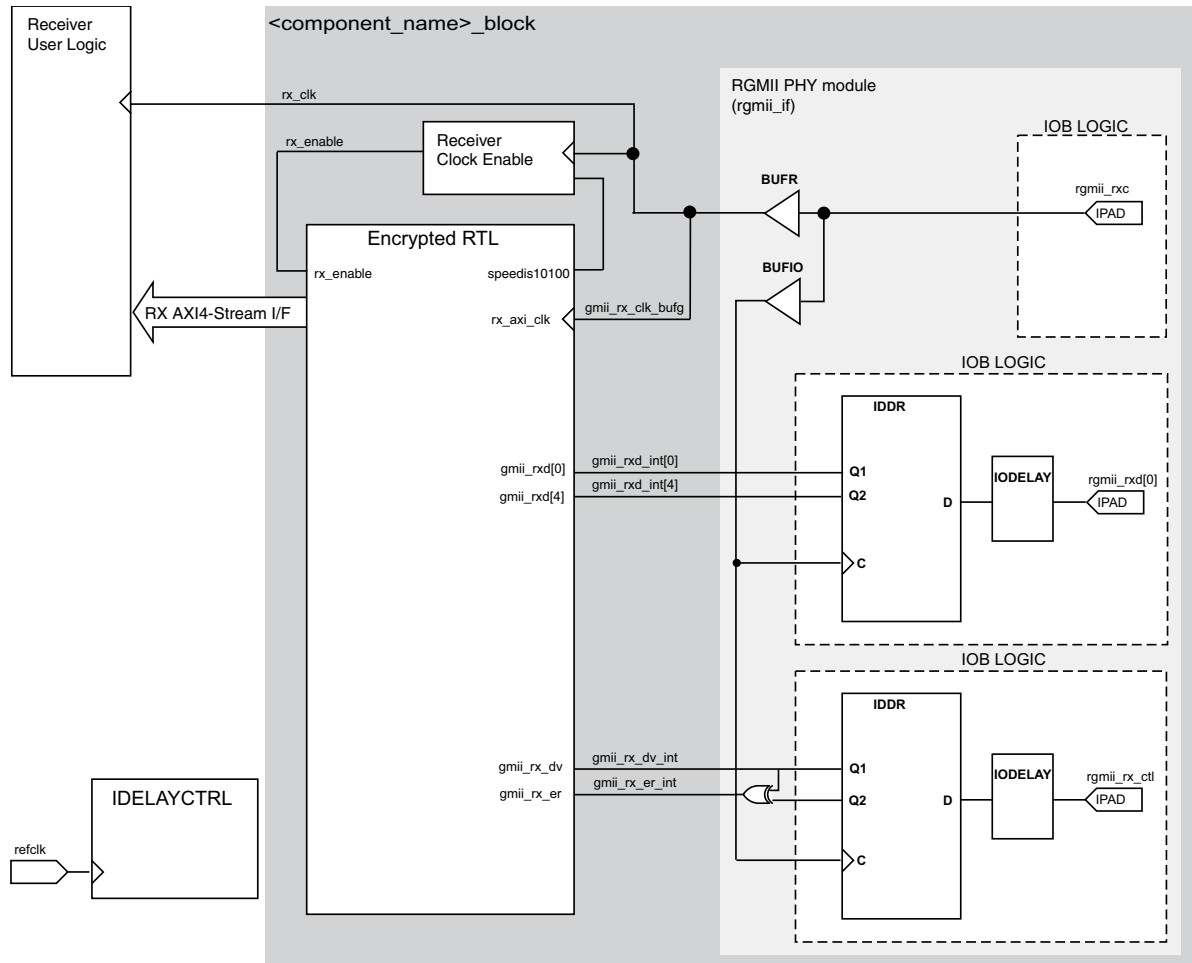 Receiver
User Logic
<component_name>_block
RGMII PHY module
(rgmii_if)
rx_clk
IOB LOGIC
rx_enable
Receiver
Clock Enable
BUFR
rgmii_rxc
IPAD
Encrypted RTL
BUFIO
rx_enable
speedis10100
RX AXI4-Stream I/F
rx_axi_clk
gmii_rx_clk_bufg
IOB LOGIC
IDDR
gmii_rxd[0]
gmii_rxd_int[0]
Q1
IODELAY
rgmii_rxd[0]
gmii_rxd[4]
gmii_rxd_int[4]
Q2
D
IPAD
C
IOB LOGIC
IDDR
gmii_rx_dv
gmii_rx_dv_int
Q1
IODELAY
rgmii_rx_ctl
gmii_rx_er
gmii_rx_er_int
Q2
D
IPAD
IDELAYCTRL
refclk
C